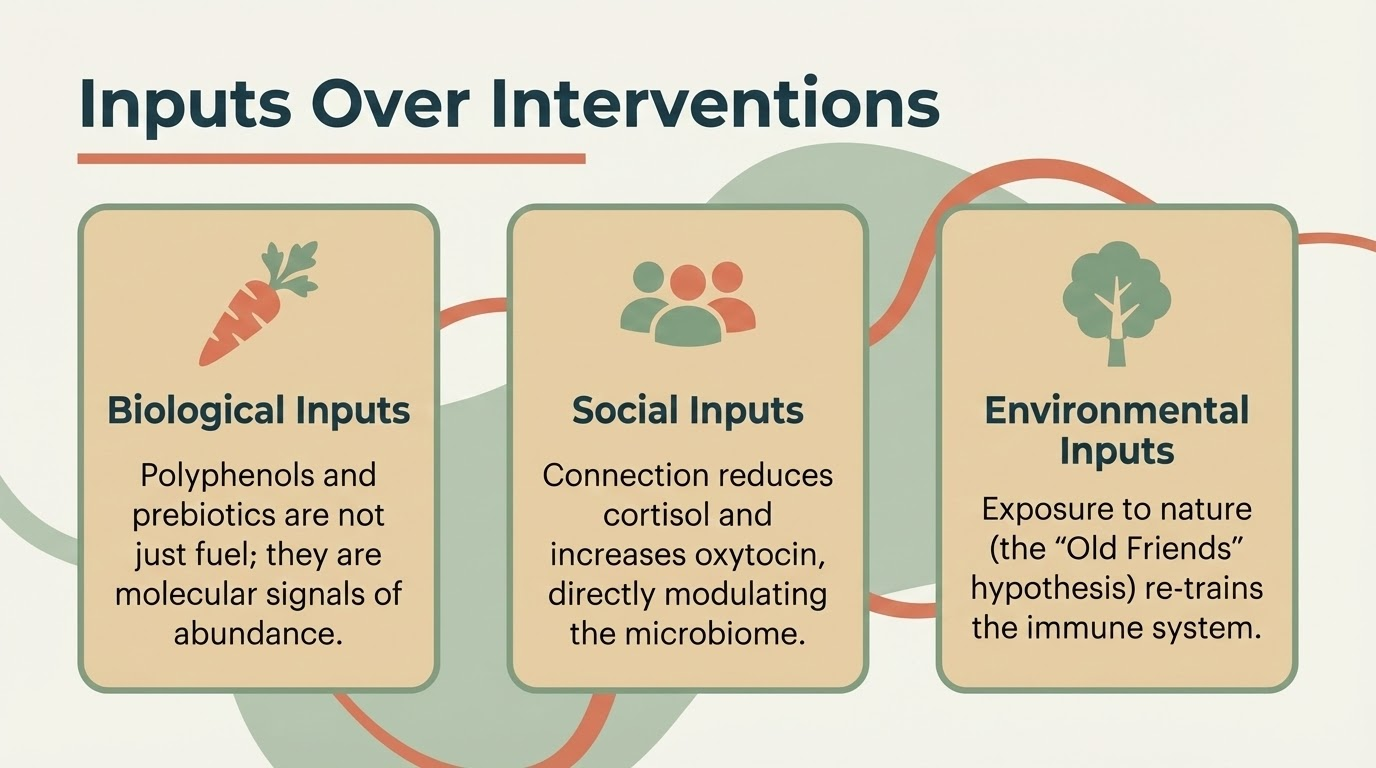 Inputs Over Interventions
Biological Inputs
Polyphenols and
prebiotics are not
just fuel; they are
molecular signals of
abundance.
Social Inputs
Connection reduces
cortisol and
increases oxytocin,
directly modulating
the microbiome.
Environmental
Inputs
Exposure to nature
(the “Old Friends”
hypothesis) re-trains
the immune system.